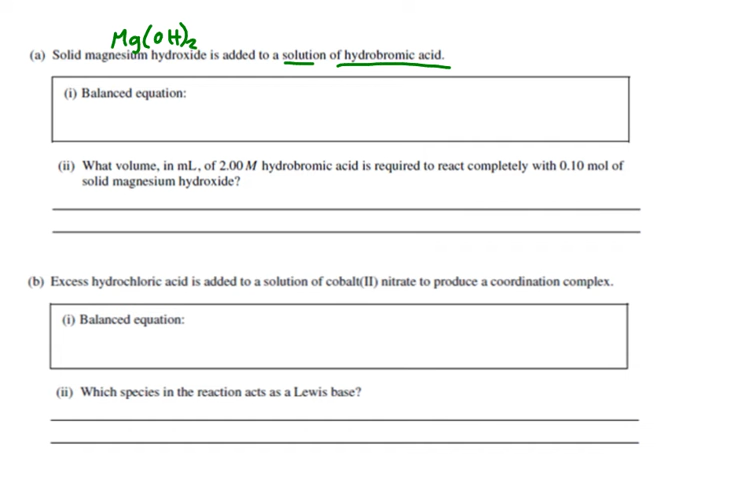 Mg(OH)₂
(a) Solid magnesium hydroxide is added to a solution of hydrobromic acid.
(i) Balanced equation:
(ii) What volume, in mL, of 2.00 M hydrobromic acid is required to react completely with 0.10 mol of
solid magnesium hydroxide?
(b) Excess hydrochloric acid is added to a solution of cobalt(II) nitrate to produce a coordination complex.
(i) Balanced equation:
(ii) Which species in the reaction acts as a Lewis base?